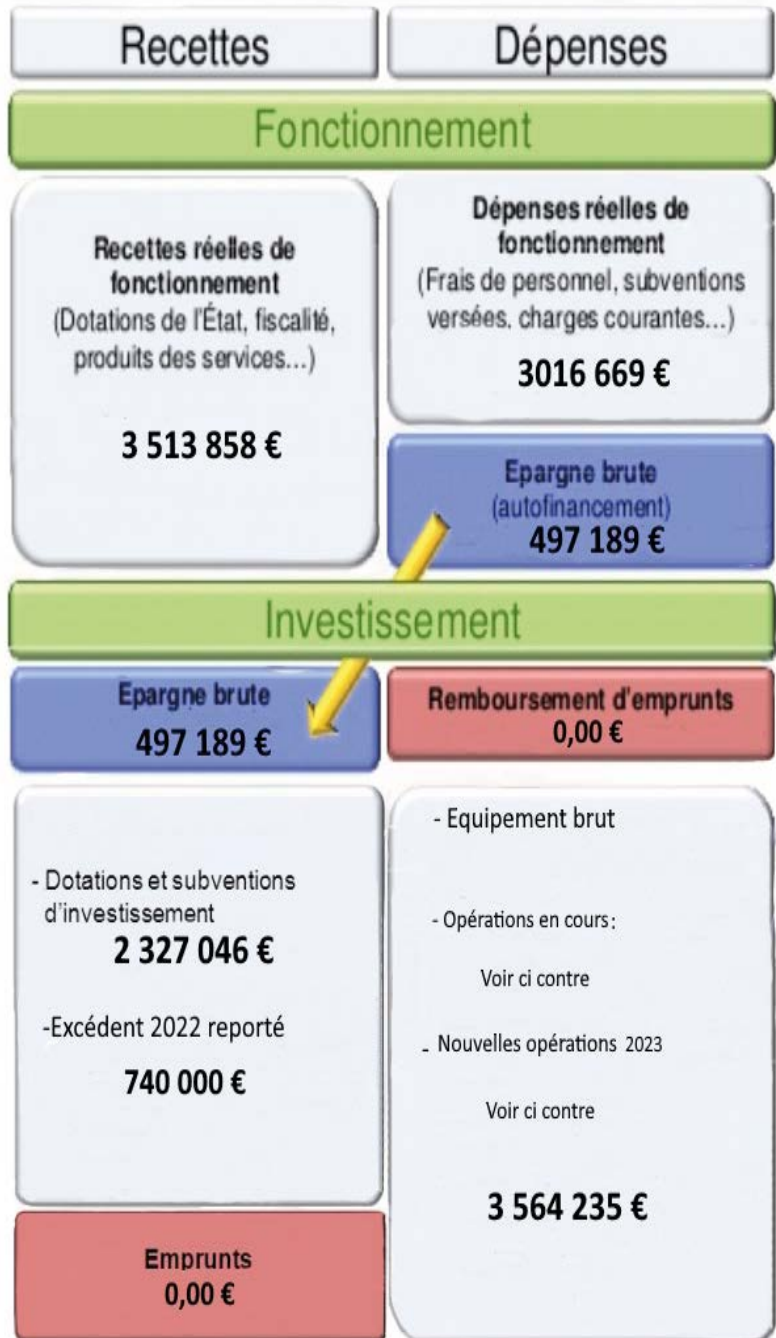 Recettes
Dépenses
Fonctionnement
Recettes réelles de
fonctionnement
(Dotations de l'État, fiscalité,
produits des services...)
3 513 858 €
Dépenses réelles de
fonctionnement
(Frais de personnel, subventions
versées. charges courantes...)
3016 669 €
Epargne brute
(autofinancement)
497 189 €
Investissement
Epargne brute
497 189 €
Remboursement d'emprunts
0,00 €
- Dotations et subventions
d'investissement
2 327 046 €
-Excédent 2022 reporté
740 000 €
Emprunts
0,00 €
- Equipement brut
- Opérations en cours:
Voir ci contre
- Nouvelles opérations 2023
Voir ci contre
3 564 235 €